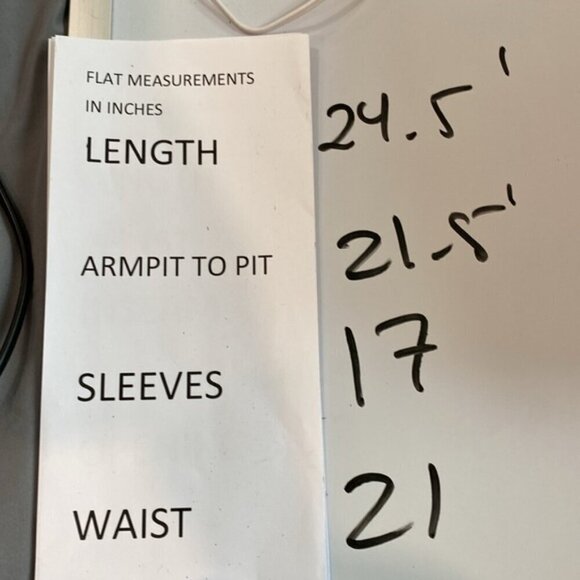 FLAT MEASUREMENTS
IN INCHES
LENGTH 24.5'
ARMPIT TO PIT 21.5'
SLEEVES 17
WAIST 21